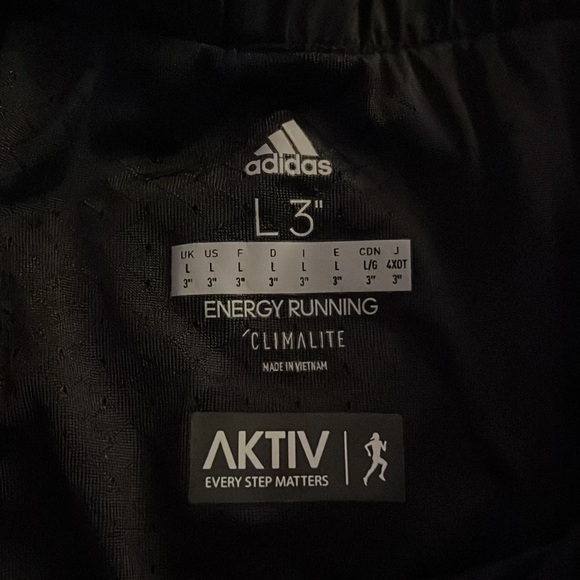 adidas
L 3"
UK US F D I E CDN J
L L L L L L L/G 4XOT
3" 3" 3" 3" 3" 3" 3" 3"
ENERGY RUNNING
CLIMALITE
MADE IN VIETNAM
AKTIV
EVERY STEP MATTERS